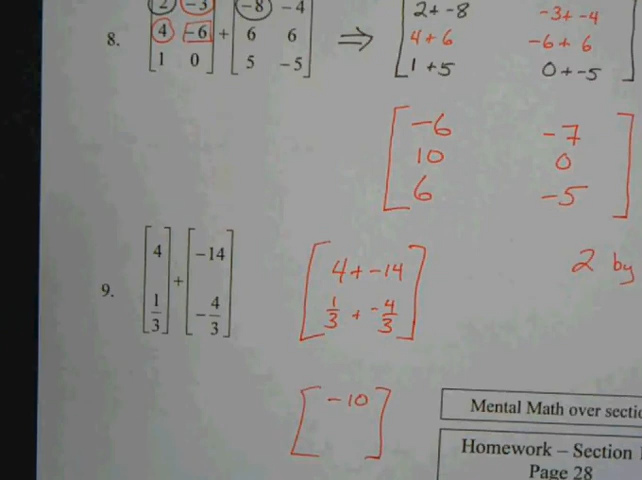 8. [2 -3 / 4 -6 / 1 0] + [-8 -4 / 6 6 / 5 -5] ⇒ [2+-8 -3+-4 / 4+6 -6+6 / 1+5 0+-5]
[-6 -7 / 10 0 / 6 -5]
9. [4 / 1/3] + [-14 / -4/3] [4+-14 / 1/3 + -4/3] 2 by
[-10]
Mental Math over
Homework – Section
Page 28